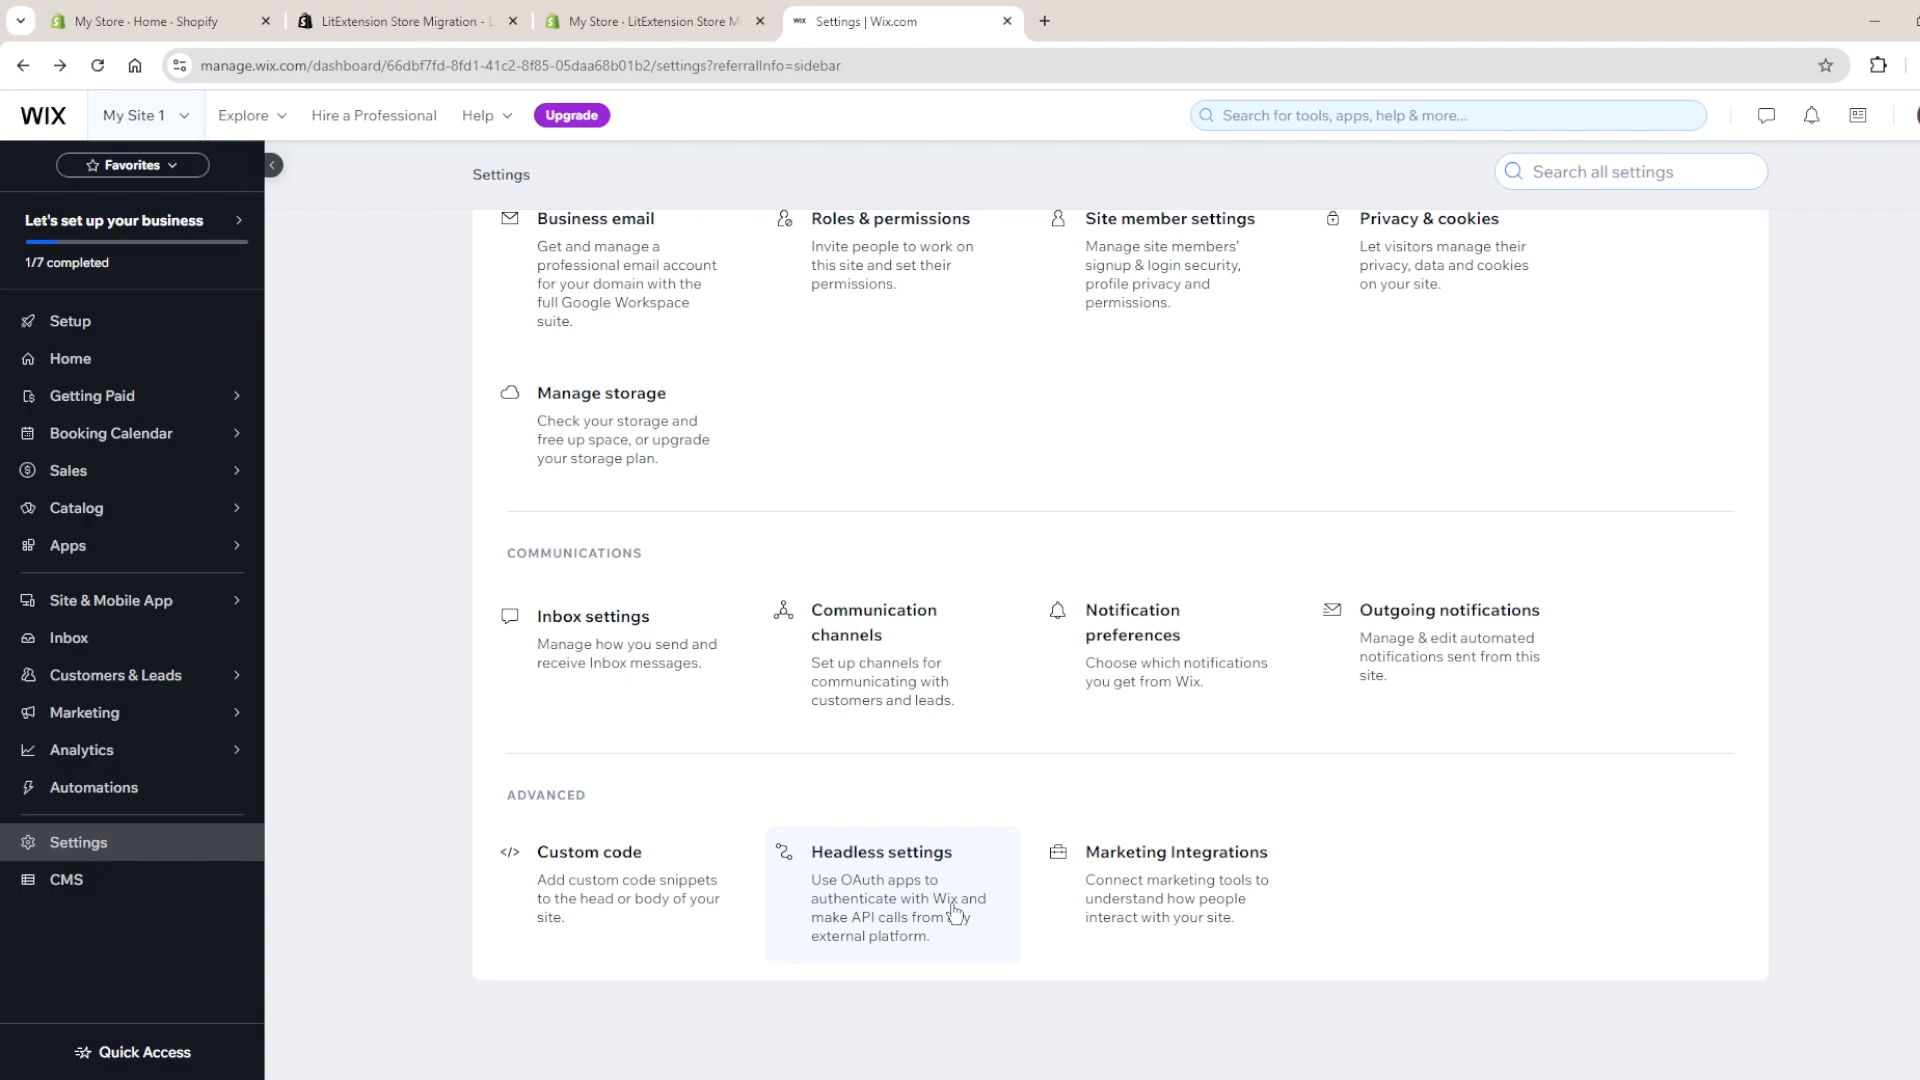 My Store · Home · Shopify
LitExtension Store Migration - L
My Store · LitExtension Store M
WIX Settings | Wix.com
manage.wix.com/dashboard/66dbf7fd-8fd1-41c2-8f85-05daa68b01b2/settings?referralInfo=sidebar
WIX
My Site 1
Explore
Hire a Professional
Help
Upgrade
Search for tools, apps, help & more...
Favorites
Let's set up your business
1/7 completed
Setup
Home
Getting Paid
Booking Calendar
Sales
Catalog
Apps
Site & Mobile App
Inbox
Customers & Leads
Marketing
Analytics
Automations
Settings
CMS
Quick Access
Settings
Search all settings
Business email
Get and manage a
professional email account
for your domain with the
full Google Workspace
suite.
Roles & permissions
Invite people to work on
this site and set their
permissions.
Site member settings
Manage site members'
signup & login security,
profile privacy and
permissions.
Privacy & cookies
Let visitors manage their
privacy, data and cookies
on your site.
Manage storage
Check your storage and
free up space, or upgrade
your storage plan.
COMMUNICATIONS
Inbox settings
Manage how you send and
receive Inbox messages.
Communication
channels
Set up channels for
communicating with
customers and leads.
Notification
preferences
Choose which notifications
you get from Wix.
Outgoing notifications
Manage & edit automated
notifications sent from this
site.
ADVANCED
Custom code
Add custom code snippets
to the head or body of your
site.
Headless settings
Use OAuth apps to
authenticate with Wix and
make API calls from any
external platform.
Marketing Integrations
Connect marketing tools to
understand how people
interact with your site.